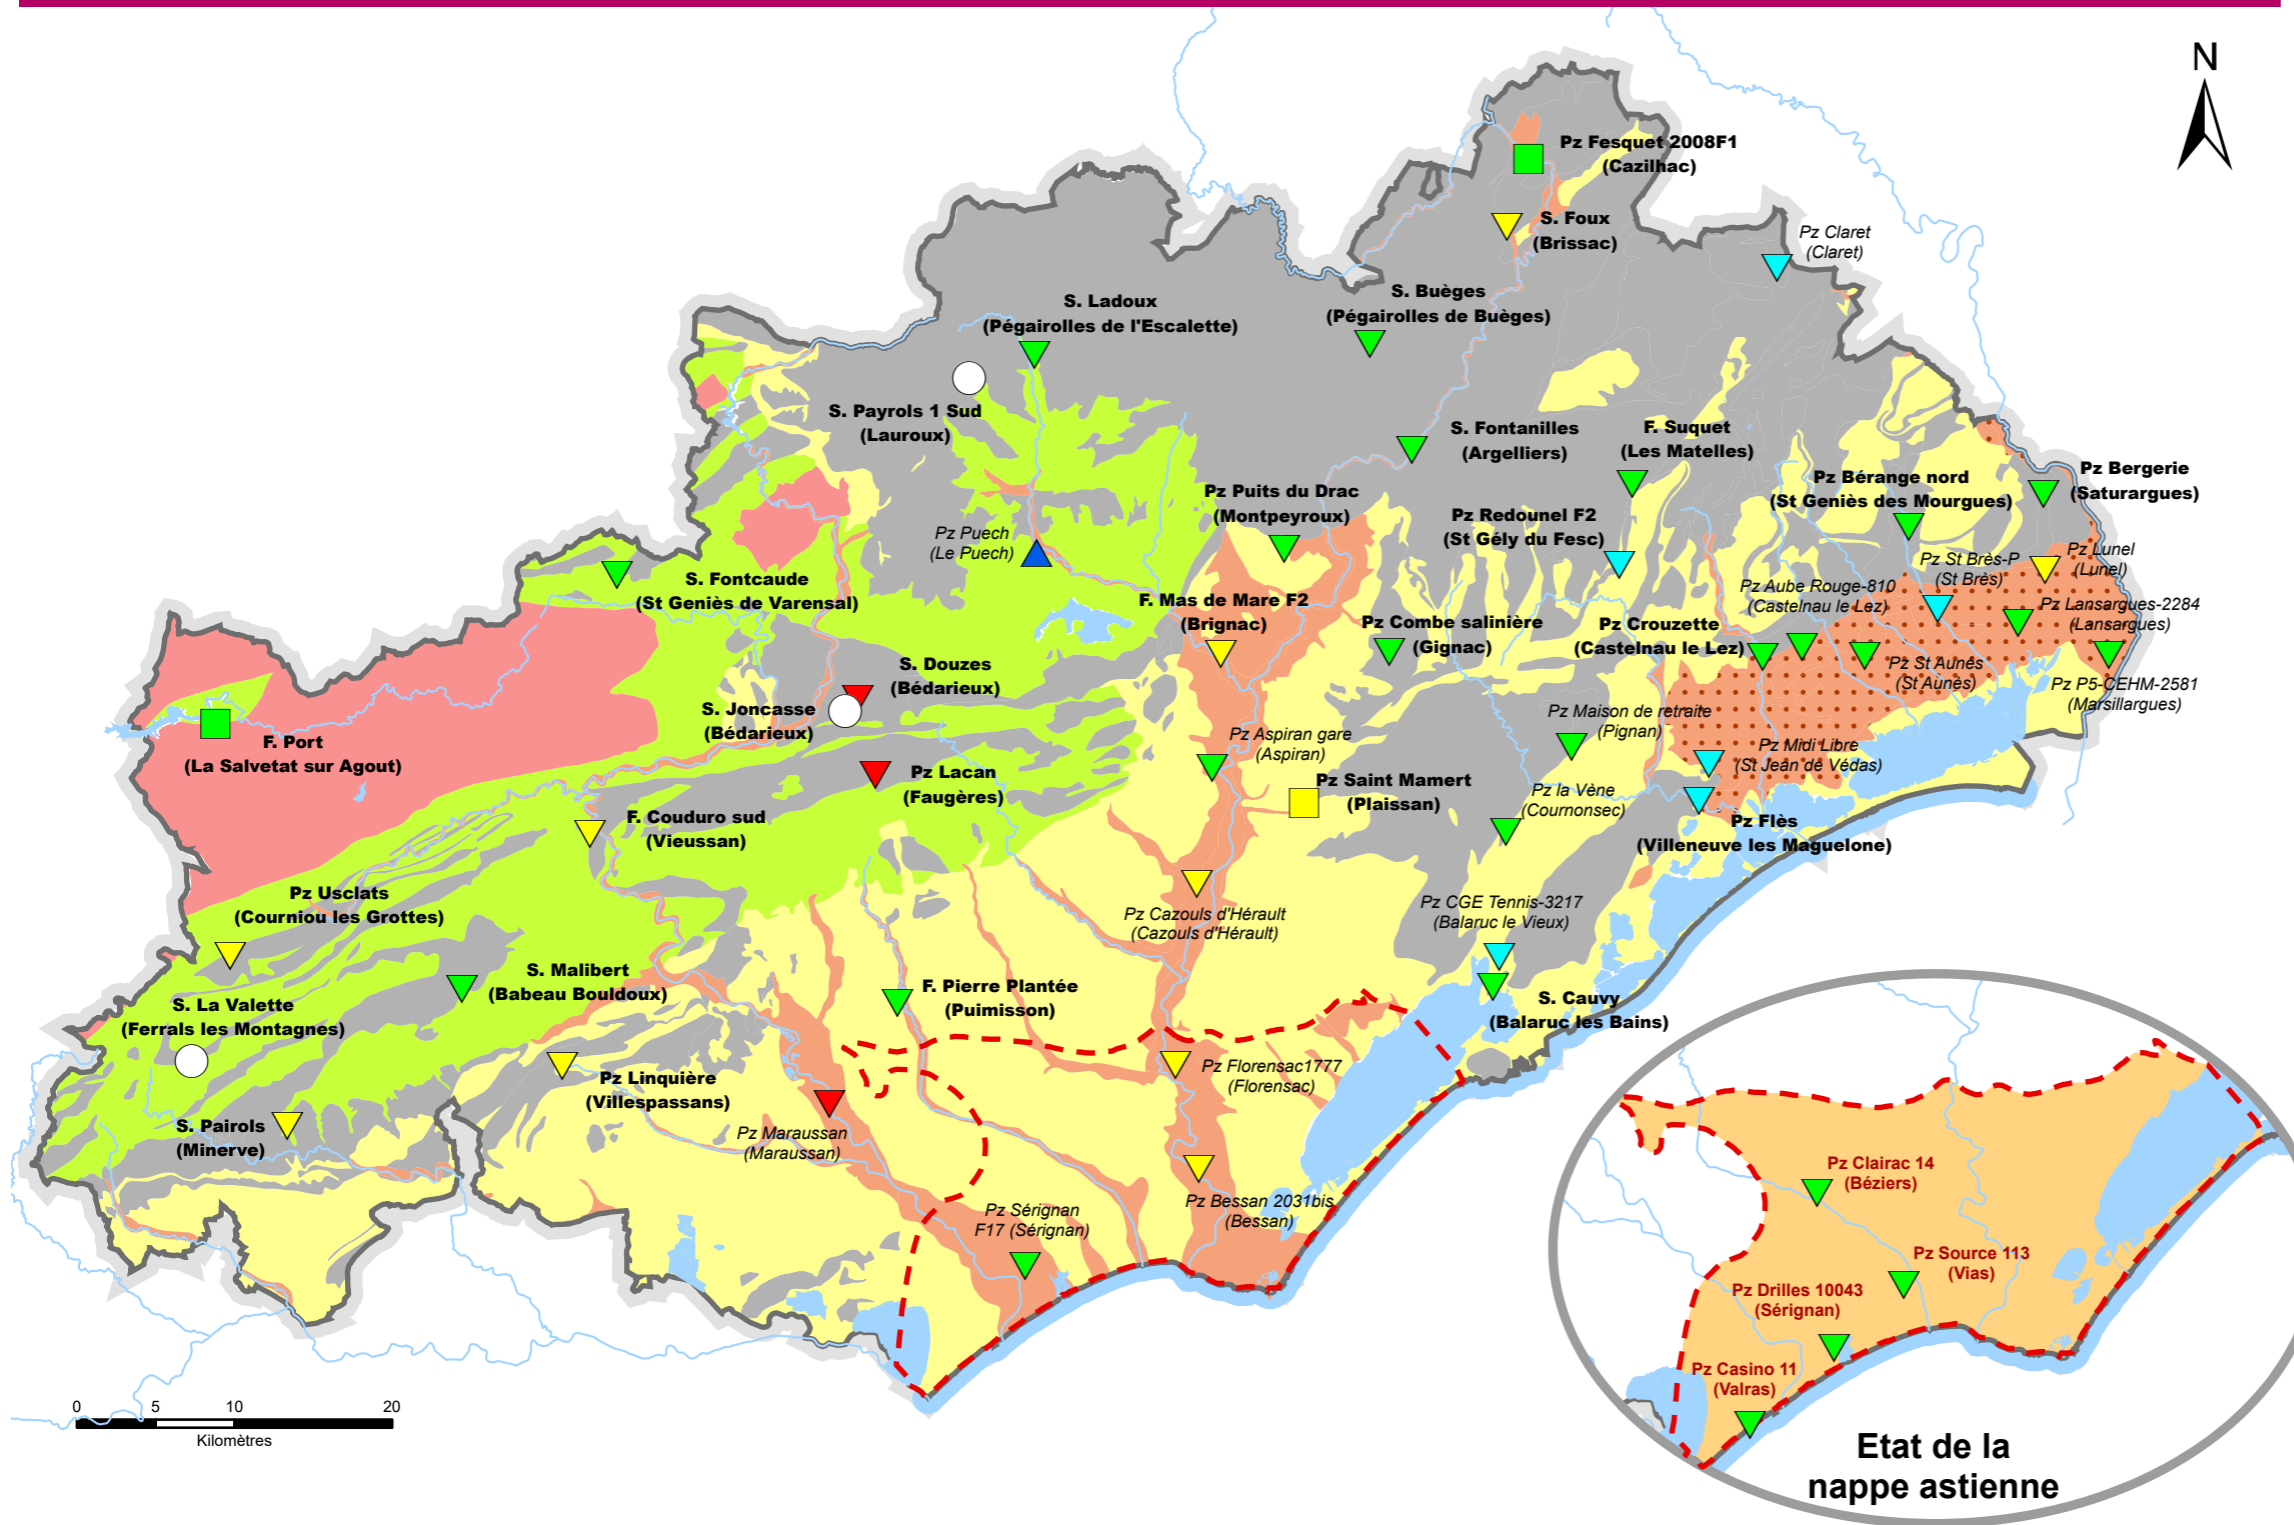 N
Pz Fesquet 2008F1
(Cazilhac)
S. Foux
(Brissac)
Pz Claret
(Claret)
S. Ladoux
(Pégairolles de l'Escalette)
S. Buèges
(Pégairolles de Buèges)
S. Payrols 1 Sud
(Lauroux)
S. Fontanilles
(Argelliers)
F. Suquet
(Les Matelles)
Pz Bérange nord
(St Geniès des Mourgues)
Pz Bergerie
(Saturargues)
Pz Puits du Drac
(Montpeyroux)
Pz Redounel F2
(St Gély du Fesc)
Pz Puech
(Le Puech)
Pz St Brès-P
(St Brès)
Pz Lunel
(Lunel)
S. Fontcaude
(St Geniès de Varensal)
Pz Aube Rouge-810
(Castelnau le Lez)
F. Mas de Mare F2
(Brignac)
Pz Combe salinière
(Gignac)
Pz Crouzette
(Castelnau le Lez)
Pz Lansargues-2284
(Lansargues)
S. Douzes
(Bédarieux)
Pz St Aunès
(St Aunès)
Pz P5-CEHM-2581
(Marsillargues)
S. Joncasse
(Bédarieux)
Pz Maison de retraite
(Pignan)
F. Port
(La Salvetat sur Agout)
Pz Aspiran gare
(Aspiran)
Pz Midi Libre
(St Jean de Védas)
Pz Lacan
(Faugères)
Pz Saint Mamert
(Plaissan)
Pz la Vène
(Cournonsec)
F. Couduro sud
(Vieussan)
Pz Flès
(Villeneuve les Maguelone)
Pz Usclats
(Courniou les Grottes)
Pz Cazouls d'Hérault
(Cazouls d'Hérault)
Pz CGE Tennis-3217
(Balaruc le Vieux)
S. Malibert
(Babeau Bouldoux)
F. Pierre Plantée
(Puimisson)
S. Cauvy
(Balaruc les Bains)
S. La Valette
(Ferrals les Montagnes)
Pz Linquière
(Villespassans)
Pz Florensac1777
(Florensac)
S. Pairols
(Minerve)
Pz Maraussan
(Maraussan)
Pz Sérignan
F17 (Sérignan)
Pz Bessan 2031bis
(Bessan)
Pz Clairac 14
(Béziers)
Pz Source 113
(Vias)
Pz Drilles 10043
(Sérignan)
Pz Casino 11
(Valras)
0 5 10 20
Kilomètres
Etat de la
nappe astienne